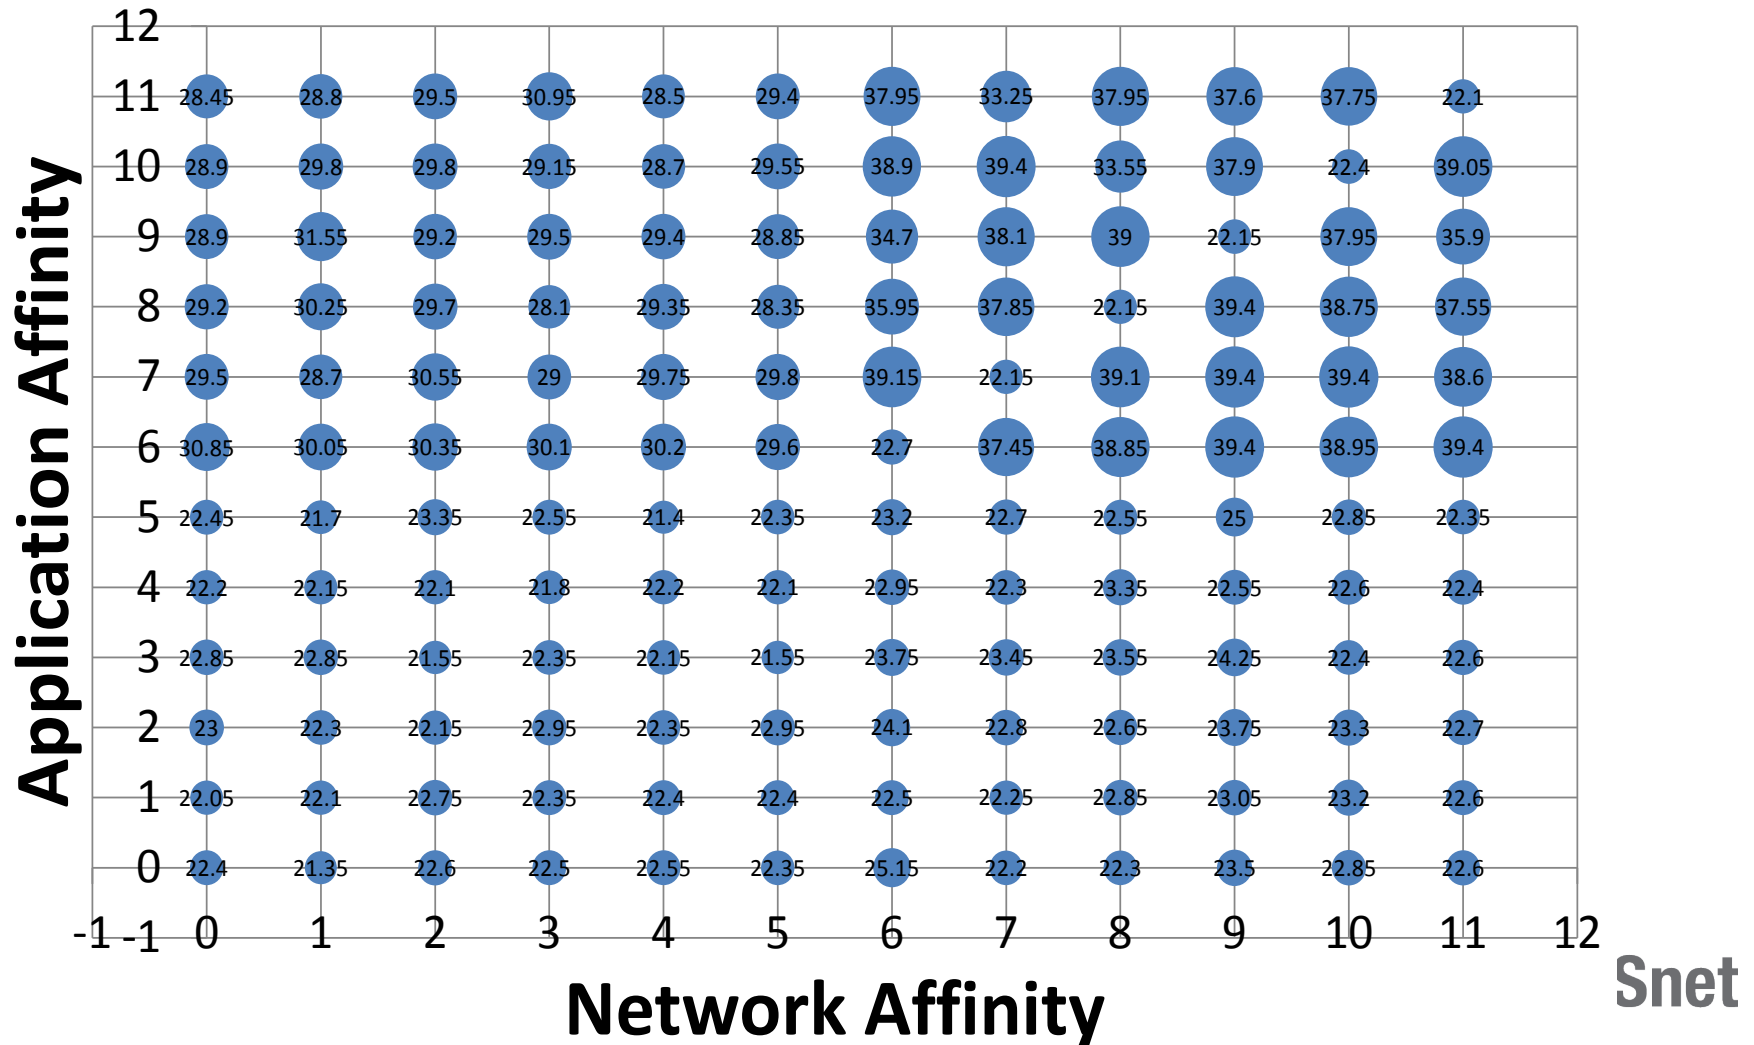 12
11 28.45 28.8 29.5 30.95 28.5 29.4 37.95 33.25 37.95 37.6 37.75 22.1
10 28.9 29.8 29.8 29.15 28.7 29.55 38.9 39.4 33.55 37.9 22.4 39.05
9 28.9 31.55 29.2 29.5 29.4 28.85 34.7 38.1 39 22.15 37.95 35.9
8 29.2 30.25 29.7 28.1 29.35 28.35 35.95 37.85 22.15 39.4 38.75 37.55
7 29.5 28.7 30.55 29 29.75 29.8 39.15 22.15 39.1 39.4 39.4 38.6
6 30.85 30.05 30.35 30.1 30.2 29.6 22.7 37.45 38.85 39.4 38.95 39.4
5 22.45 21.7 23.35 22.55 21.4 22.35 23.2 22.7 22.55 25 22.85 22.35
4 22.2 22.15 22.1 21.8 22.2 22.1 22.95 22.3 23.35 22.55 22.6 22.4
3 22.85 22.85 21.55 22.35 22.15 21.55 23.75 23.45 23.55 24.25 22.4 22.6
2 23 22.3 22.15 22.95 22.35 22.95 24.1 22.8 22.65 23.75 23.3 22.7
1 22.05 22.1 22.75 22.35 22.4 22.4 22.5 22.25 22.85 23.05 23.2 22.6
0 22.4 21.35 22.6 22.5 22.55 22.35 25.15 22.2 22.3 23.5 22.85 22.6
-1 -1 0 1 2 3 4 5 6 7 8 9 10 11 12
Application Affinity
Network Affinity
Snet